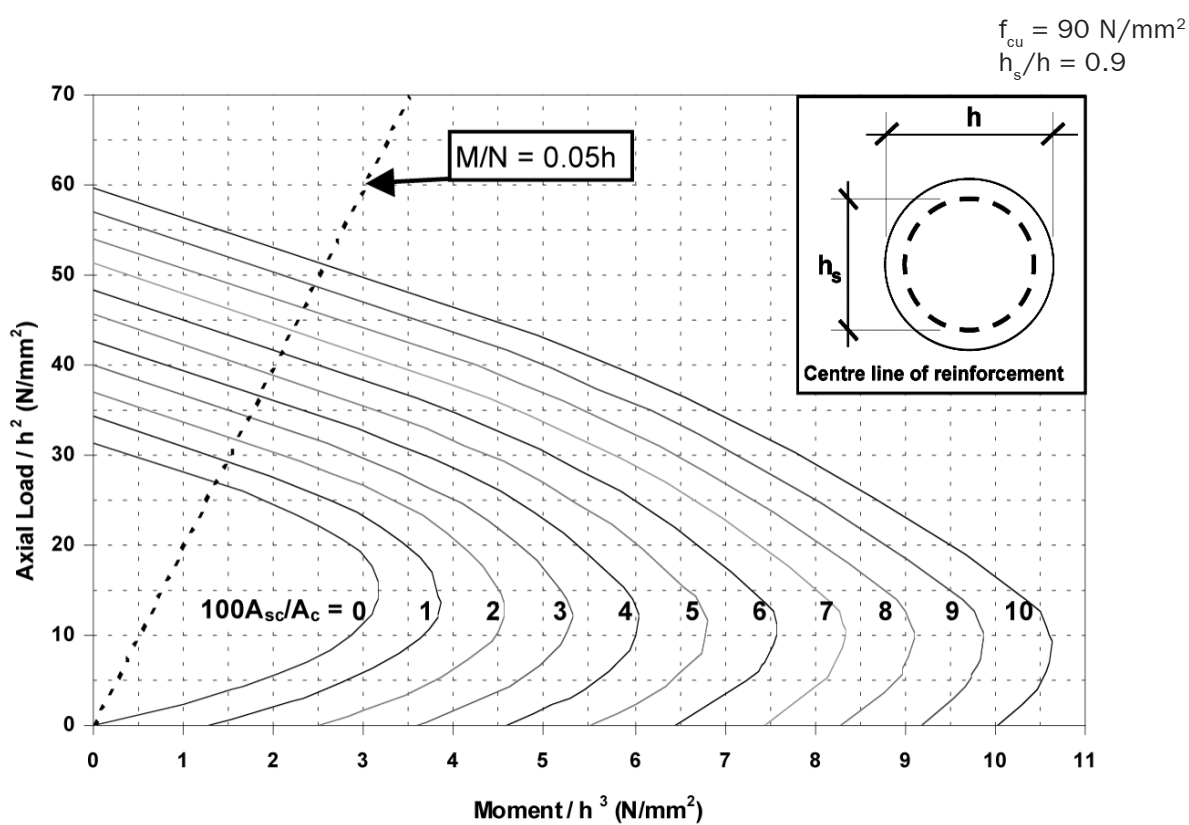 f_cu = 90 N/mm²
h_s/h = 0.9
70
60
50
40
30
20
10
0
Axial Load / h² (N/mm²)
M/N = 0.05h
h
h_s
Centre line of reinforcement
100A_sc/A_c = 0 1 2 3 4 5 6 7 8 9 10
0 1 2 3 4 5 6 7 8 9 10 11
Moment / h³ (N/mm²)